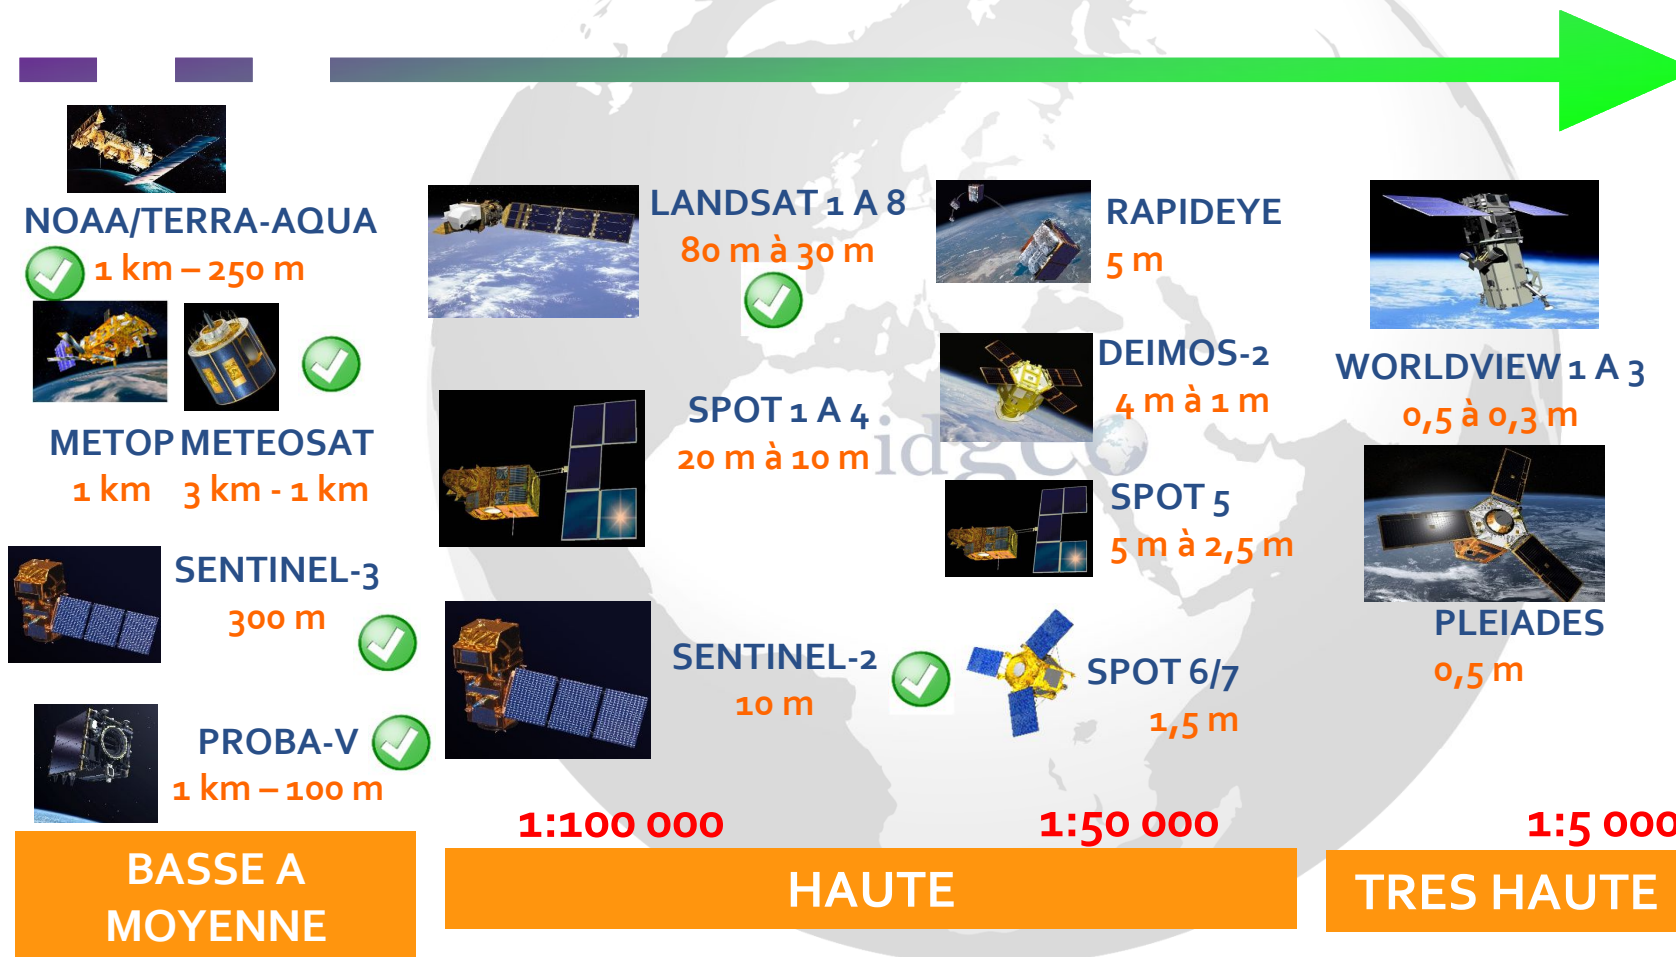 NOAA/TERRA-AQUA
1 km – 250 m
METOP METEOSAT
1 km 3 km - 1 km
SENTINEL-3
300 m
PROBA-V
1 km – 100 m
BASSE A
MOYENNE
LANDSAT 1 A 8
80 m à 30 m
SPOT 1 A 4
20 m à 10 m
SENTINEL-2
10 m
RAPIDEYE
5 m
DEIMOS-2
4 m à 1 m
idgeo
SPOT 5
5 m à 2,5 m
SPOT 6/7
1,5 m
1:100 000
1:50 000
HAUTE
WORLDVIEW 1 A 3
0,5 à 0,3 m
PLEIADES
0,5 m
1:5 000
TRES HAUTE